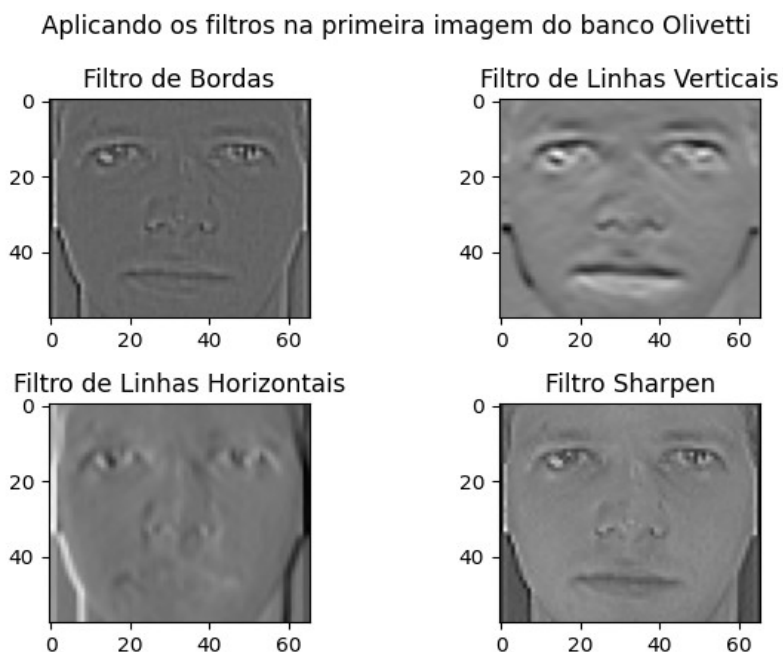 Aplicando os filtros na primeira imagem do banco Olivetti
Filtro de Bordas
0
20
40
0 20 40 60
Filtro de Linhas Verticais
0
20
40
0 20 40 60
Filtro de Linhas Horizontais
0
20
40
0 20 40 60
Filtro Sharpen
0
20
40
0 20 40 60